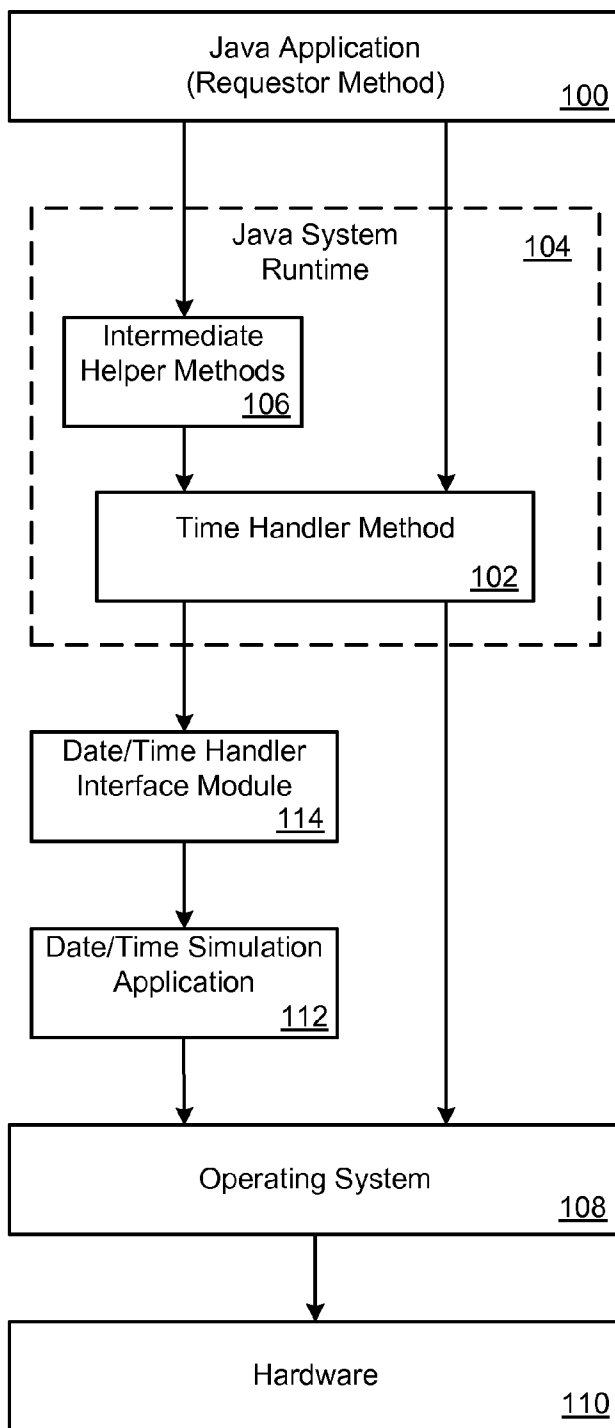 Java Application
(Requestor Method)
100
Java System
Runtime
104
Intermediate
Helper Methods
106
Time Handler Method
102
Date/Time Handler
Interface Module
114
Date/Time Simulation
Application
112
Operating System
108
Hardware
110